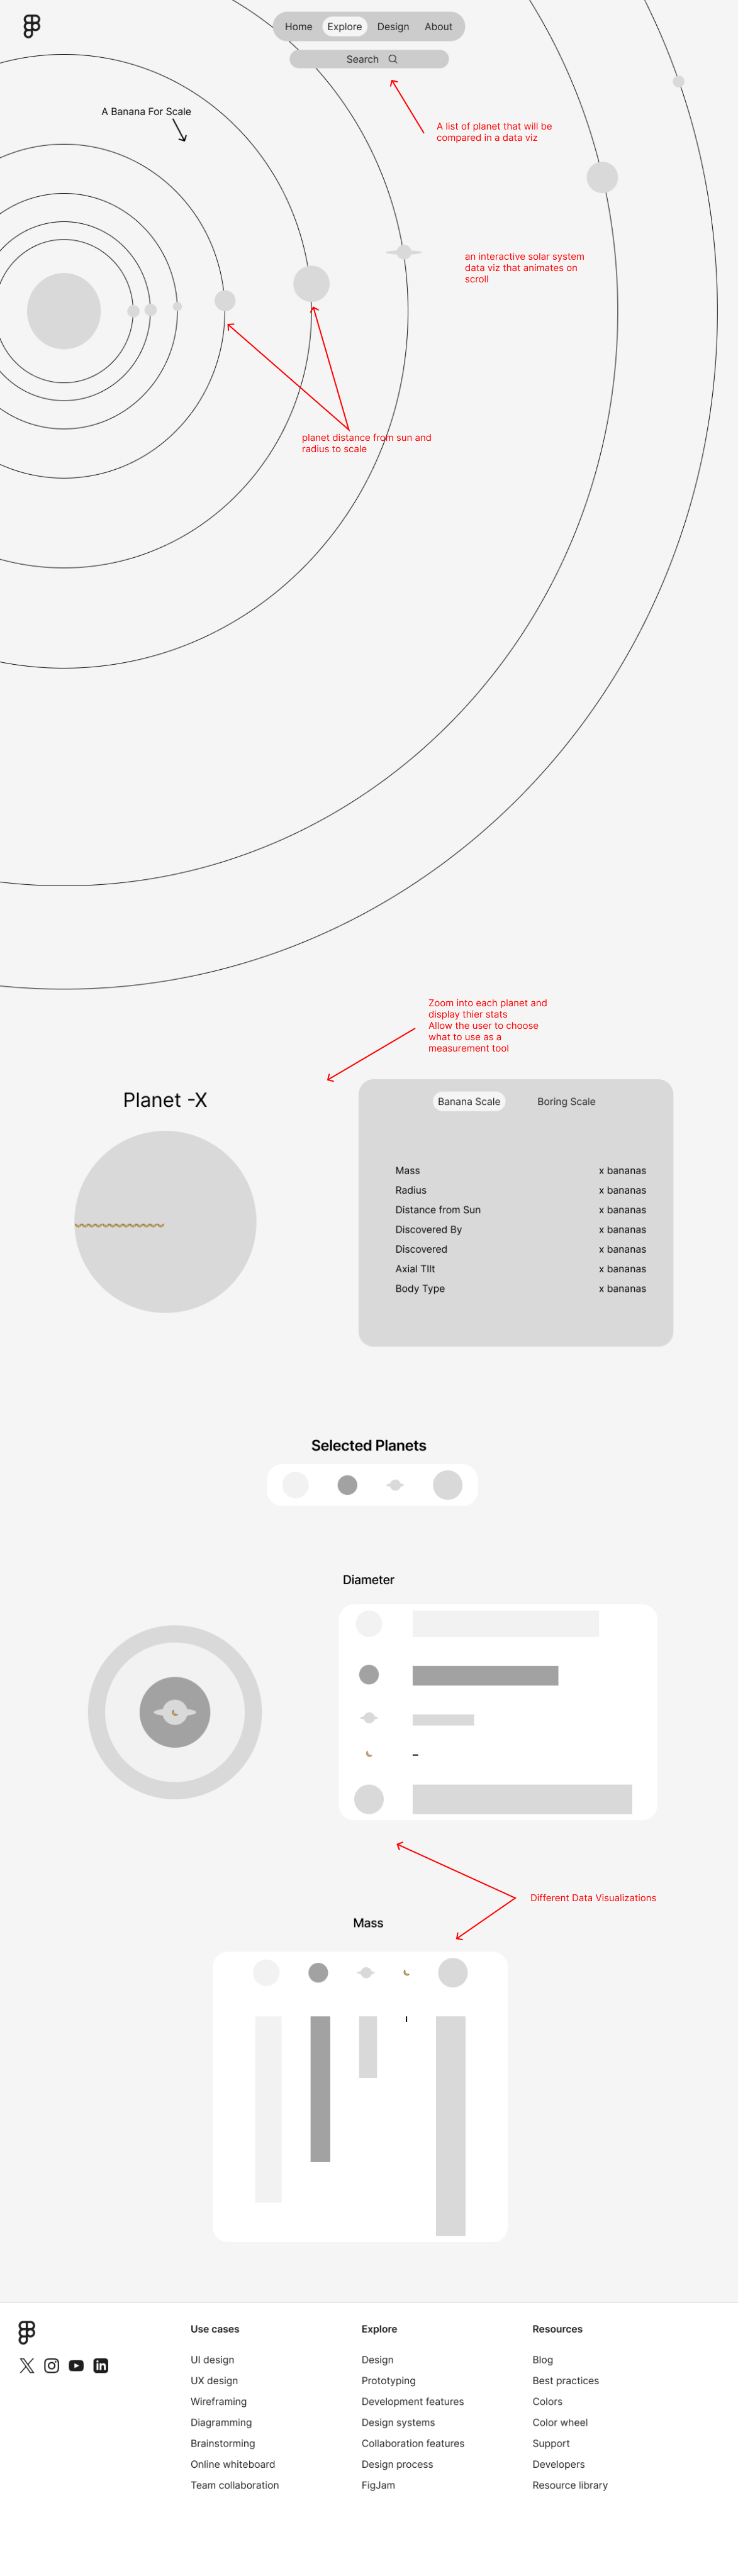 Home Explore Design About
Search
A Banana For Scale
A list of planet that will be
compared in a data viz
an interactive solar system
data viz that animates on
scroll
planet distance from sun and
radius to scale
Zoom into each planet and
display thier stats
Allow the user to choose
what to use as a
measurement tool
Planet -X
Banana Scale Boring Scale
Mass x bananas
Radius x bananas
Distance from Sun x bananas
Discovered By x bananas
Discovered x bananas
Axial TIlt x bananas
Body Type x bananas
Selected Planets
Diameter
Different Data Visualizations
Mass
Use cases
UI design
UX design
Wireframing
Diagramming
Brainstorming
Online whiteboard
Team collaboration
Explore
Design
Prototyping
Development features
Design systems
Collaboration features
Design process
FigJam
Resources
Blog
Best practices
Colors
Color wheel
Support
Developers
Resource library